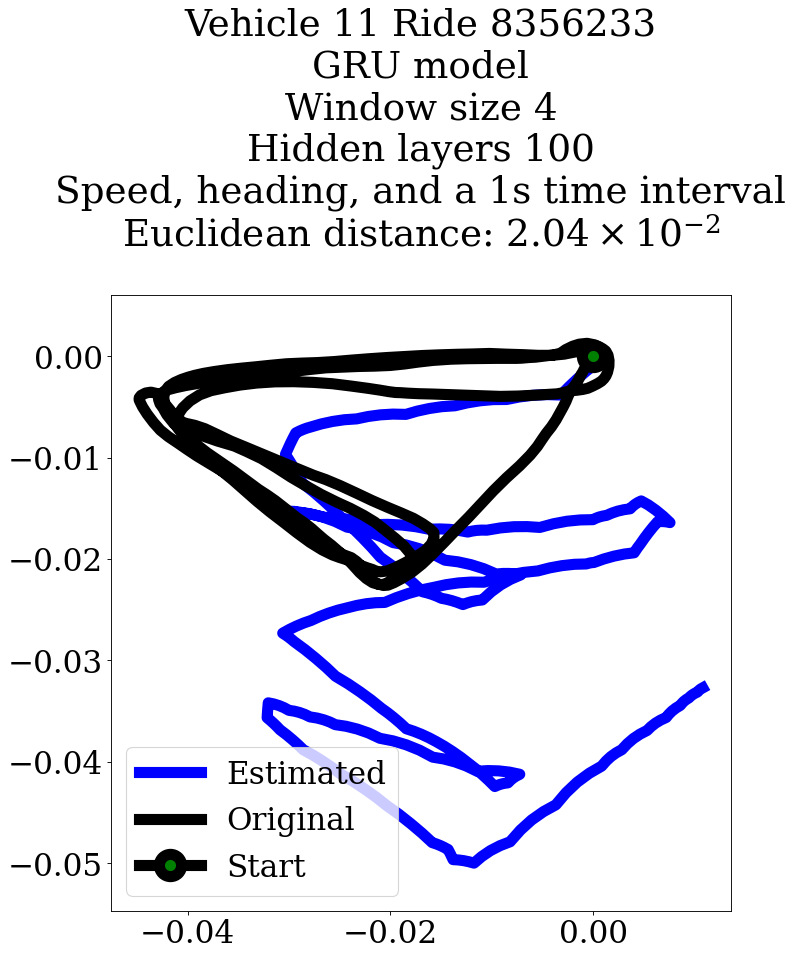 Vehicle 11 Ride 8356233
GRU model
Window size 4
Hidden layers 100
Speed, heading, and a 1s time interval
Euclidean distance: 2.04 × 10⁻²
0.00
−0.01
−0.02
−0.03
−0.04
−0.05
Estimated
Original
Start
−0.04 −0.02 0.00